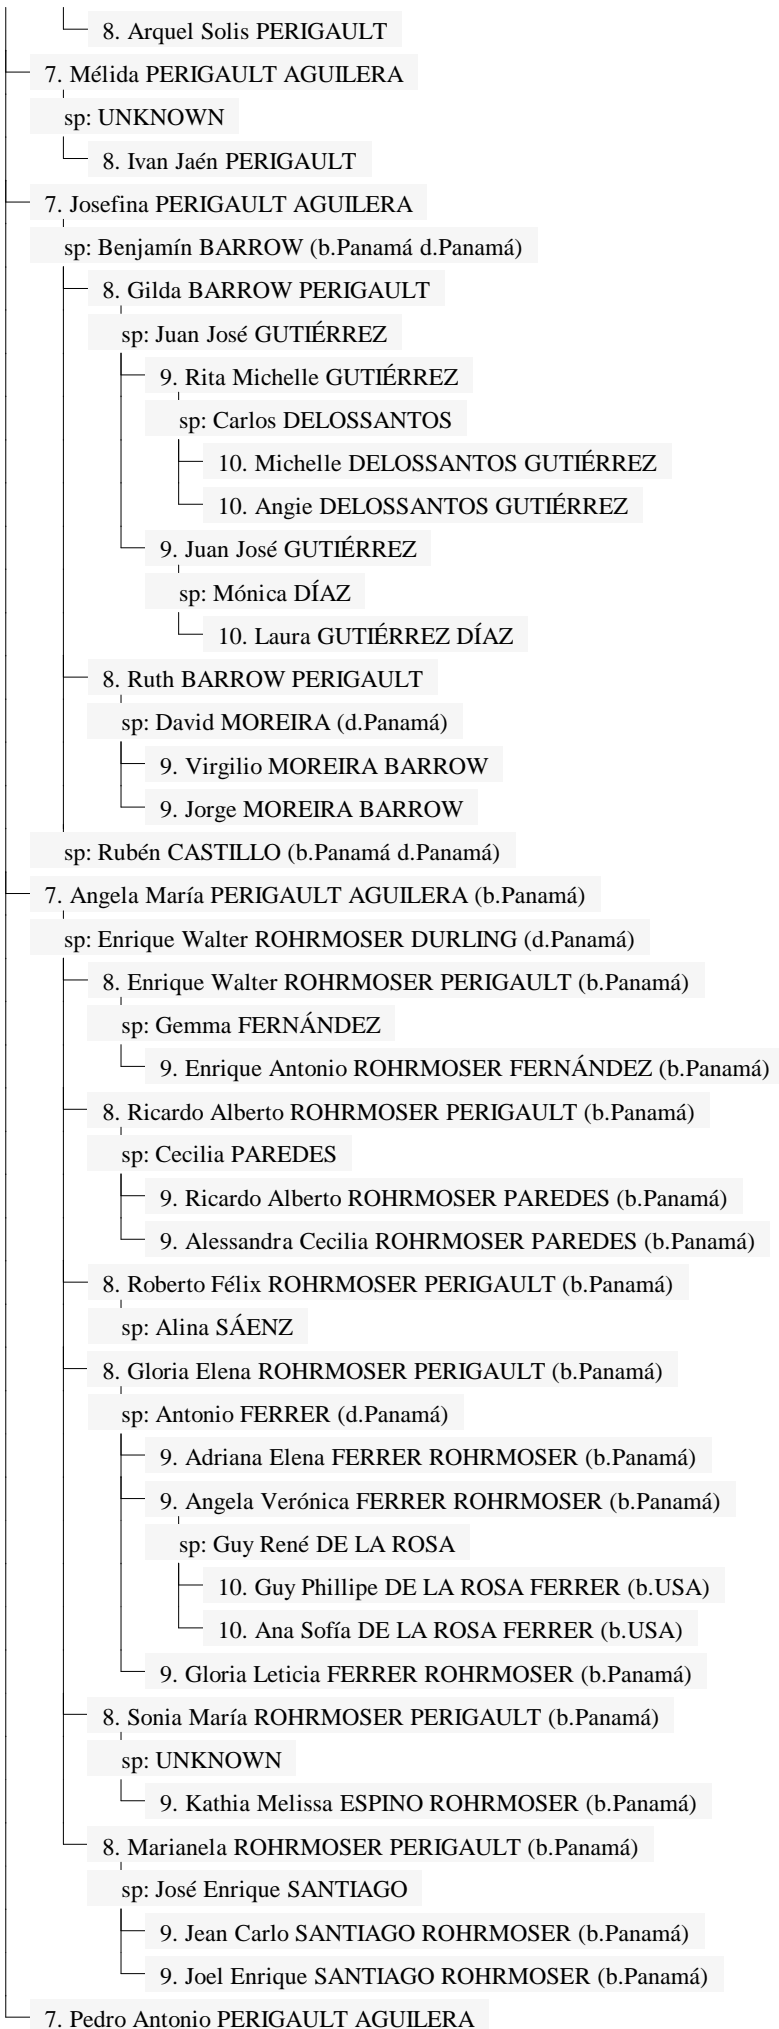 8. Arquel Solis PERIGAULT
7. Mélida PERIGAULT AGUILERA
sp: UNKNOWN
8. Ivan Jaén PERIGAULT
7. Josefina PERIGAULT AGUILERA
sp: Benjamín BARROW (b.Panamá d.Panamá)
8. Gilda BARROW PERIGAULT
sp: Juan José GUTIÉRREZ
9. Rita Michelle GUTIÉRREZ
sp: Carlos DELOSSANTOS
10. Michelle DELOSSANTOS GUTIÉRREZ
10. Angie DELOSSANTOS GUTIÉRREZ
9. Juan José GUTIÉRREZ
sp: Mónica DÍAZ
10. Laura GUTIÉRREZ DÍAZ
8. Ruth BARROW PERIGAULT
sp: David MOREIRA (d.Panamá)
9. Virgilio MOREIRA BARROW
9. Jorge MOREIRA BARROW
sp: Rubén CASTILLO (b.Panamá d.Panamá)
7. Angela María PERIGAULT AGUILERA (b.Panamá)
sp: Enrique Walter ROHRMOSER DURLING (d.Panamá)
8. Enrique Walter ROHRMOSER PERIGAULT (b.Panamá)
sp: Gemma FERNÁNDEZ
9. Enrique Antonio ROHRMOSER FERNÁNDEZ (b.Panamá)
8. Ricardo Alberto ROHRMOSER PERIGAULT (b.Panamá)
sp: Cecilia PAREDES
9. Ricardo Alberto ROHRMOSER PAREDES (b.Panamá)
9. Alessandra Cecilia ROHRMOSER PAREDES (b.Panamá)
8. Roberto Félix ROHRMOSER PERIGAULT (b.Panamá)
sp: Alina SÁENZ
8. Gloria Elena ROHRMOSER PERIGAULT (b.Panamá)
sp: Antonio FERRER (d.Panamá)
9. Adriana Elena FERRER ROHRMOSER (b.Panamá)
9. Angela Verónica FERRER ROHRMOSER (b.Panamá)
sp: Guy René DE LA ROSA
10. Guy Phillipe DE LA ROSA FERRER (b.USA)
10. Ana Sofía DE LA ROSA FERRER (b.USA)
9. Gloria Leticia FERRER ROHRMOSER (b.Panamá)
8. Sonia María ROHRMOSER PERIGAULT (b.Panamá)
sp: UNKNOWN
9. Kathia Melissa ESPINO ROHRMOSER (b.Panamá)
8. Marianela ROHRMOSER PERIGAULT (b.Panamá)
sp: José Enrique SANTIAGO
9. Jean Carlo SANTIAGO ROHRMOSER (b.Panamá)
9. Joel Enrique SANTIAGO ROHRMOSER (b.Panamá)
7. Pedro Antonio PERIGAULT AGUILERA